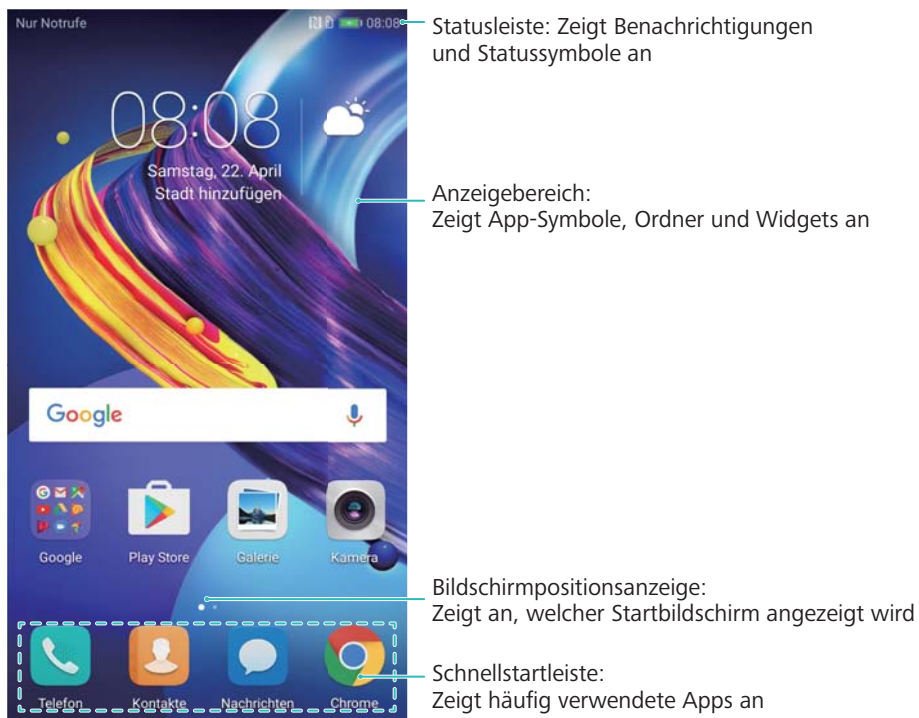 Nur Notrufe 08:08
Statusleiste: Zeigt Benachrichtigungen
und Statussymbole an
08:08
Samstag, 22. April
Stadt hinzufügen
Anzeigebereich:
Zeigt App-Symbole, Ordner und Widgets an
Google
Google Play Store Galerie Kamera
Bildschirmpositionsanzeige:
Zeigt an, welcher Startbildschirm angezeigt wird
Schnellstartleiste:
Zeigt häufig verwendete Apps an
Telefon Kontakte Nachrichten Chrome